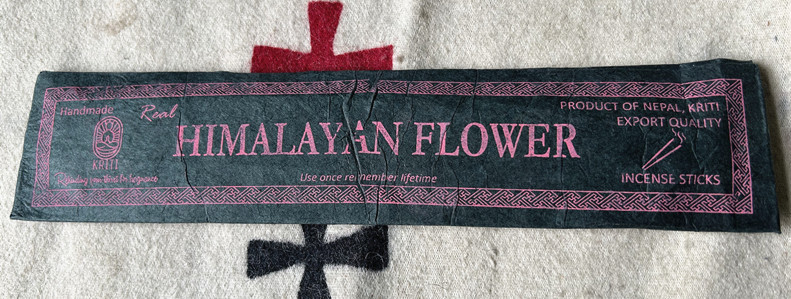 Handmade
Real
KRITI
HIMALAYAN FLOWER
Use once remember lifetime
PRODUCT OF NEPAL, KRITI
EXPORT QUALITY
INCENSE STICKS